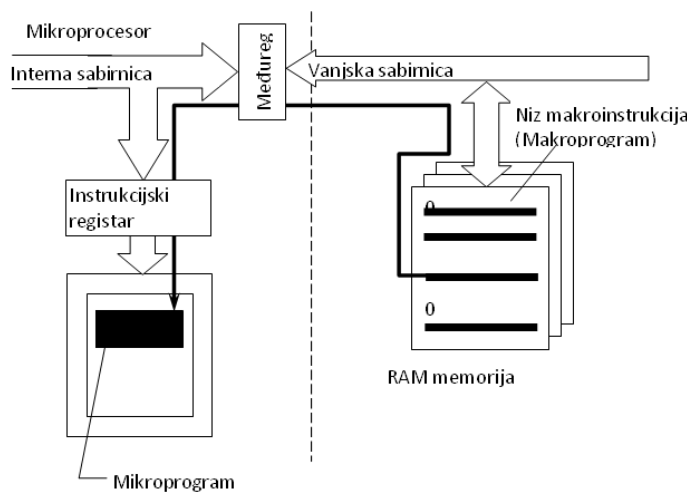 Mikroprocesor
Interna sabirnica
Međureg
Vanjska sabirnica
Niz makroinstrukcija
(Makroprogram)
Instrukcijski
registar
0
0
RAM memorija
Mikroprogram